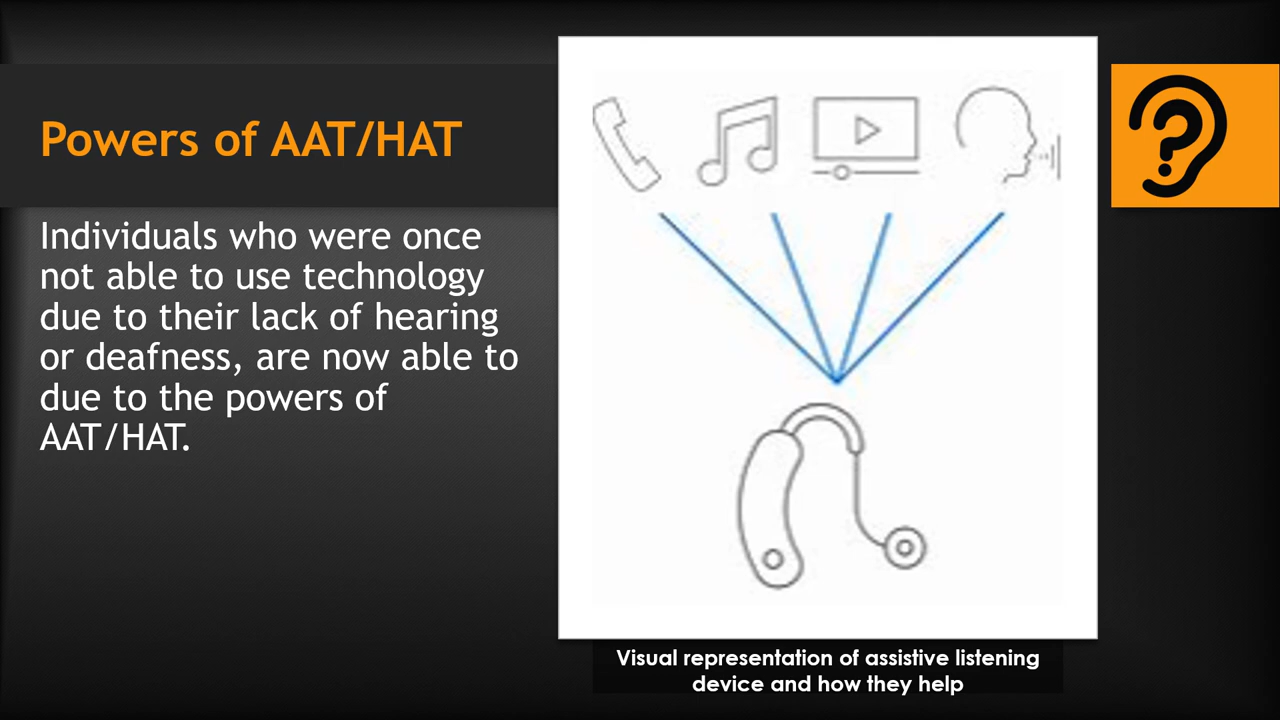 Powers of AAT/HAT
Individuals who were once
not able to use technology
due to their lack of hearing
or deafness, are now able to
due to the powers of
AAT/HAT.
?
Visual representation of assistive listening
device and how they help